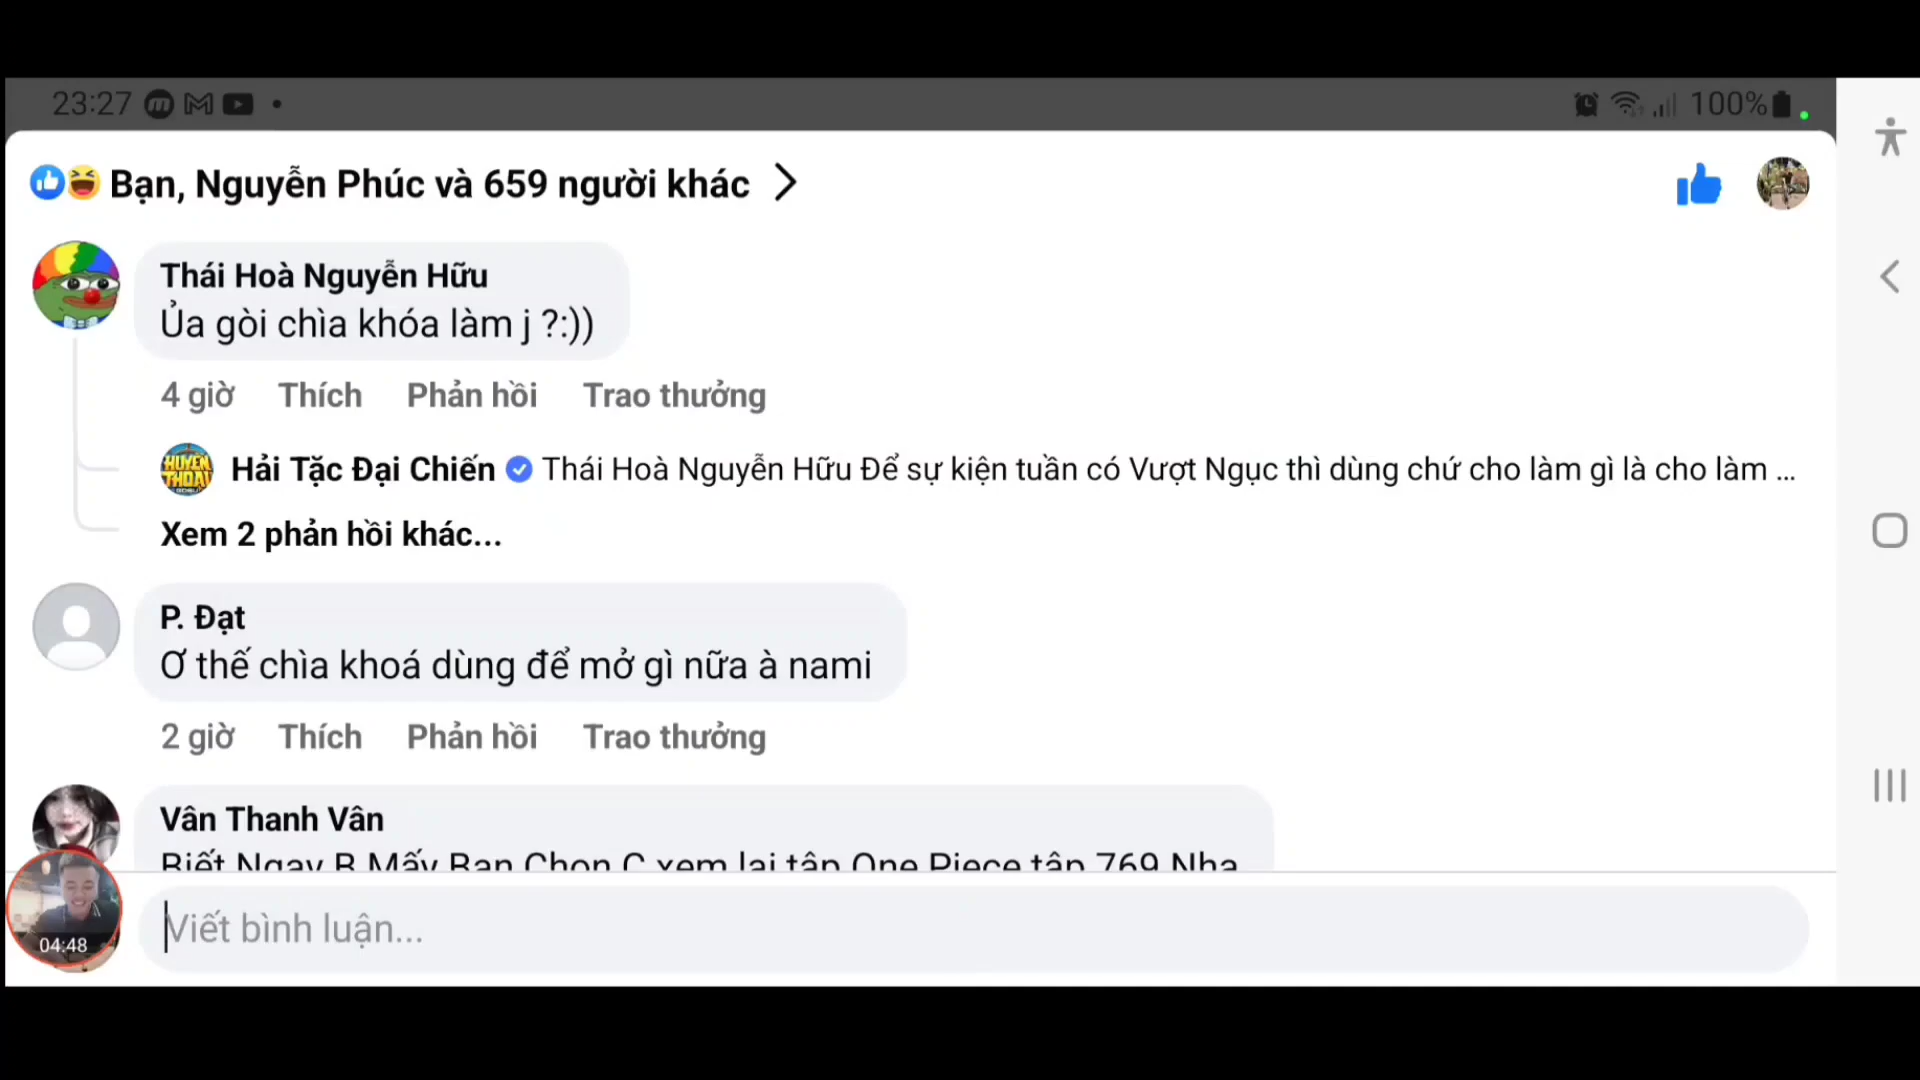 23:27
100%
Bạn, Nguyễn Phúc và 659 người khác
Thái Hoà Nguyễn Hữu
Ủa gòi chìa khóa làm j ?:))
4 giờ Thích Phản hồi Trao thưởng
HUYỀN THOẠI
Hải Tặc Đại Chiến Thái Hoà Nguyễn Hữu Để sự kiện tuần có Vượt Ngục thì dùng chứ cho làm gì là cho làm ...
Xem 2 phản hồi khác...
P. Đạt
Ơ thế chìa khoá dùng để mở gì nữa à nami
2 giờ Thích Phản hồi Trao thưởng
Vân Thanh Vân
Biết Ngay B Mấy Bạn Chọn C xem lại tập One Piece tập 769 Nha
04:48
Viết bình luận...